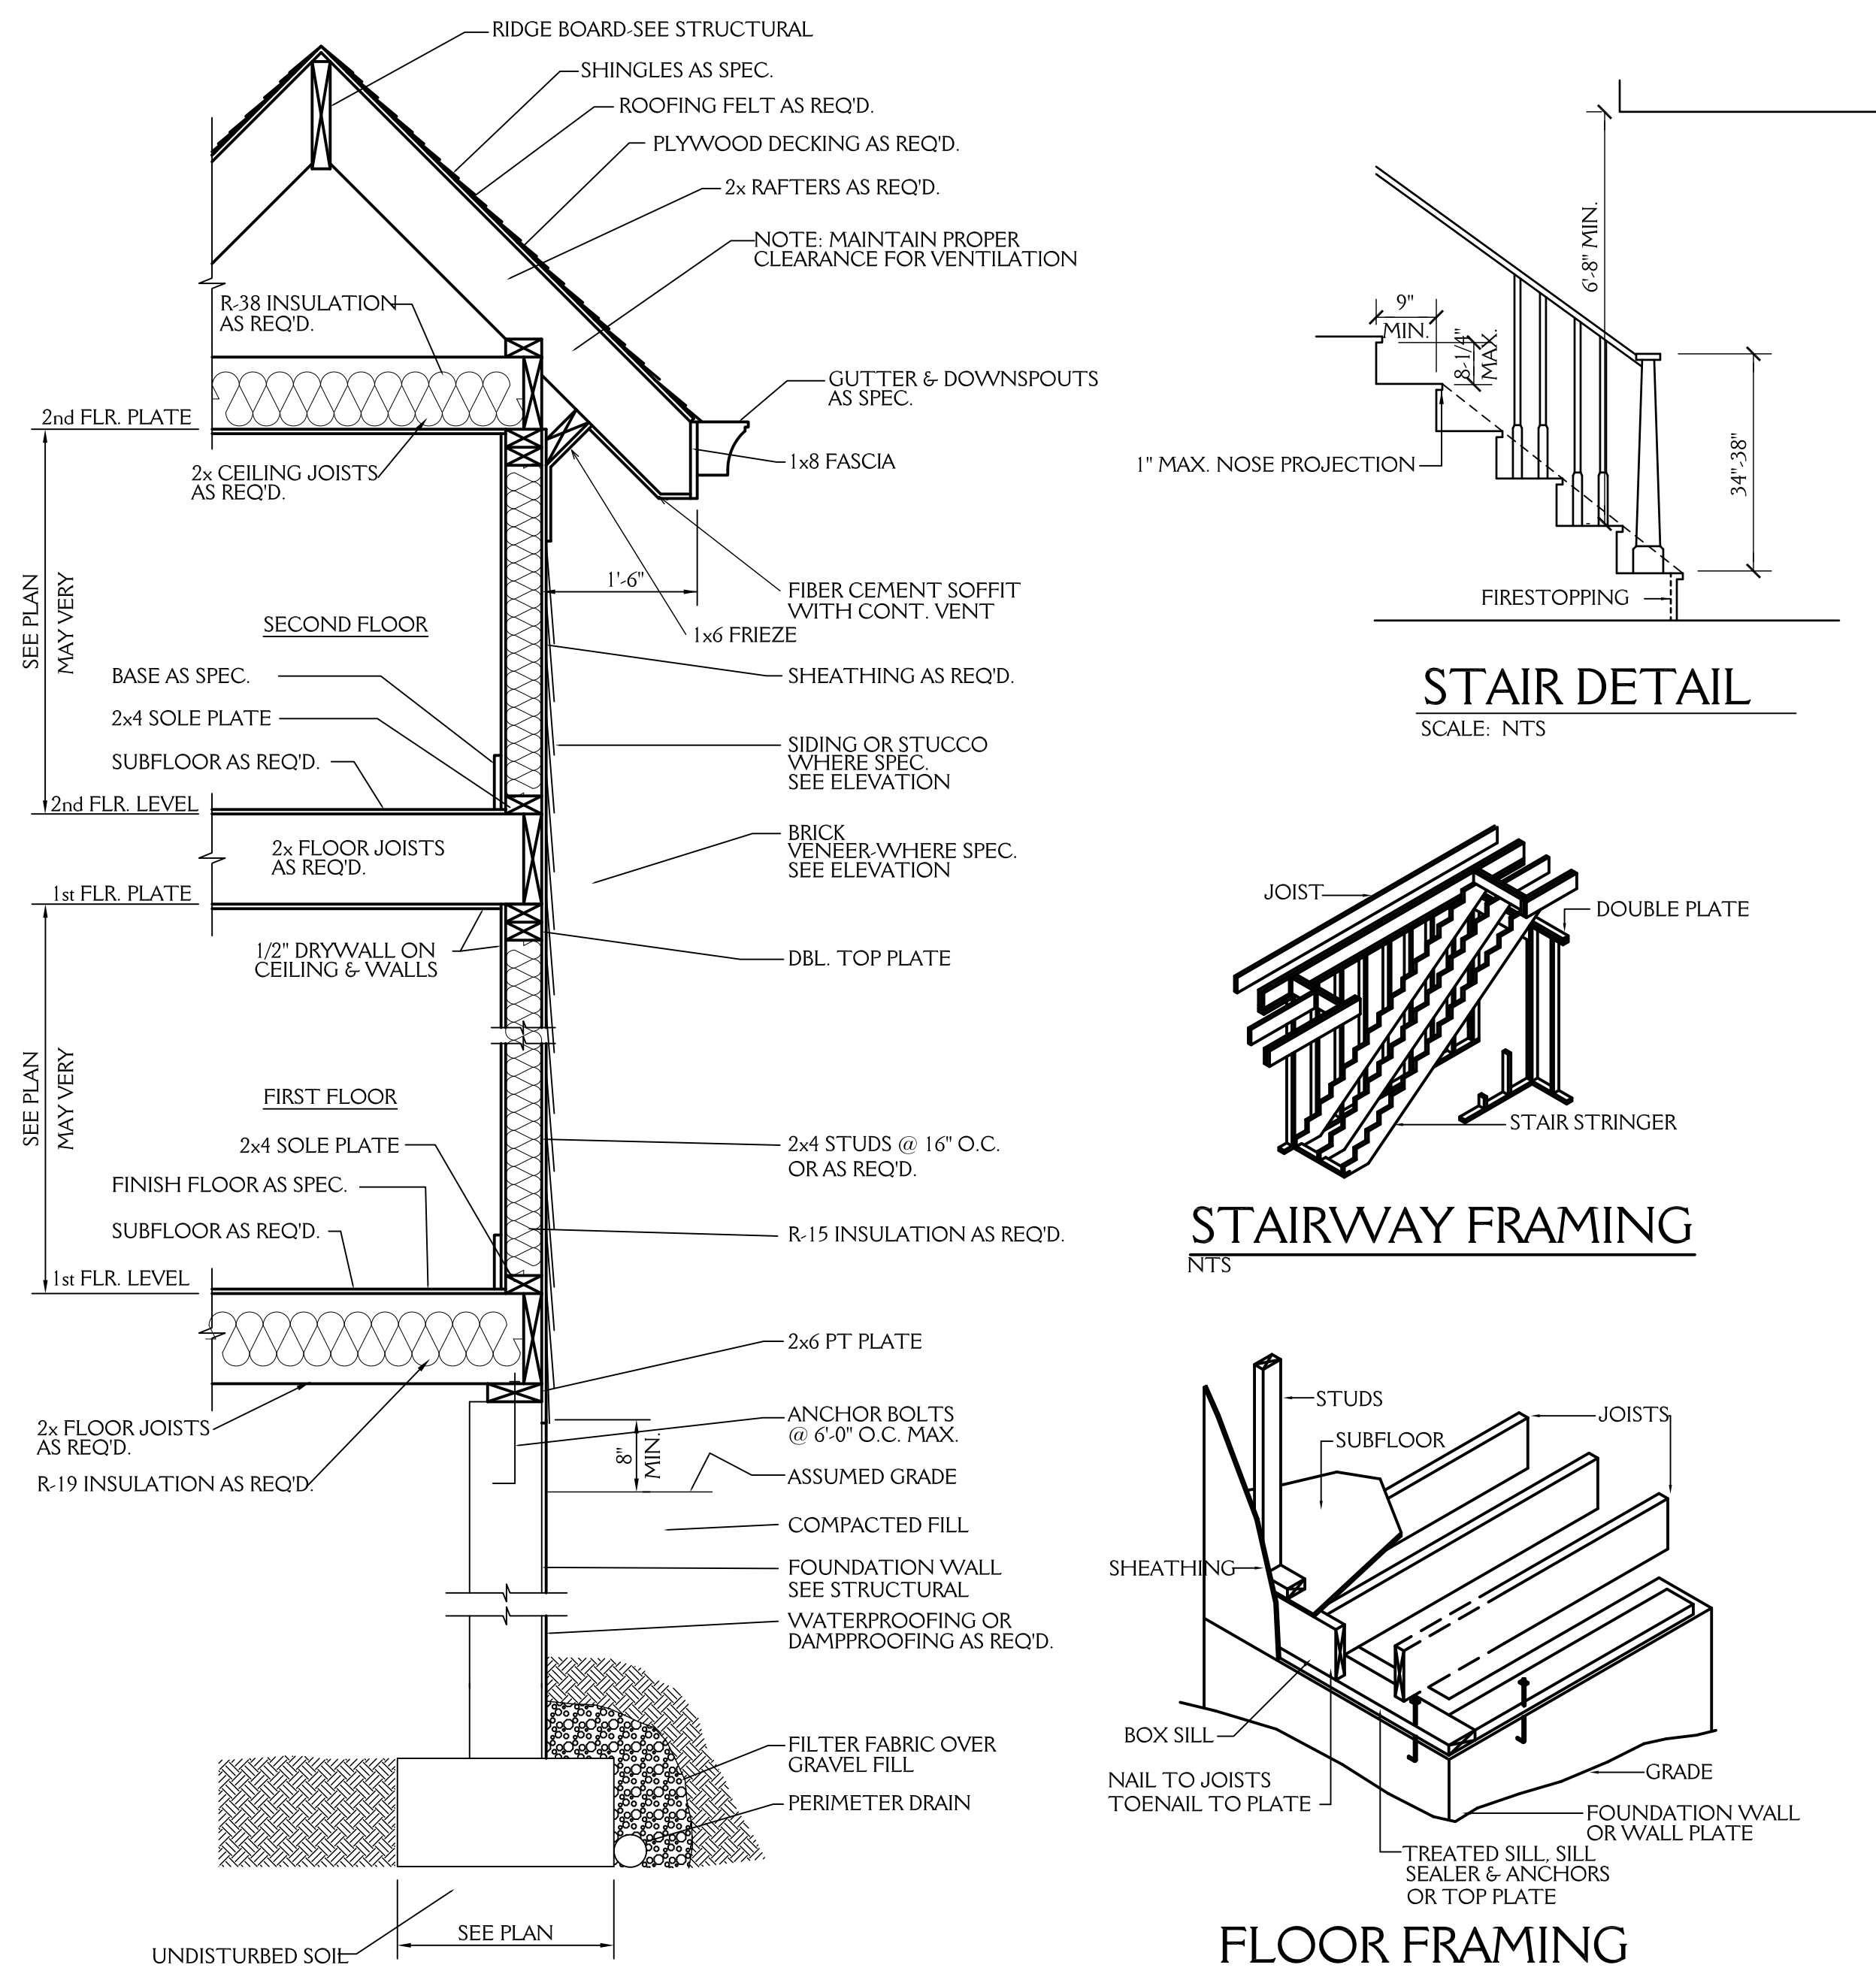 RIDGE BOARD-SEE STRUCTURAL
SHINGLES AS SPEC.
ROOFING FELT AS REQ'D.
PLYWOOD DECKING AS REQ'D.
2x RAFTERS AS REQ'D.
NOTE: MAINTAIN PROPER
CLEARANCE FOR VENTILATION
R-38 INSULATION
AS REQ'D.
GUTTER & DOWNSPOUTS
AS SPEC.
2nd FLR. PLATE
1x8 FASCIA
2x CEILING JOISTS
AS REQ'D.
1'-6"
FIBER CEMENT SOFFIT
WITH CONT. VENT
1x6 FRIEZE
SEE PLAN
MAY VERY
SECOND FLOOR
BASE AS SPEC.
SHEATHING AS REQ'D.
2x4 SOLE PLATE
SIDING OR STUCCO
WHERE SPEC.
SEE ELEVATION
SUBFLOOR AS REQ'D.
2nd FLR. LEVEL
2x FLOOR JOISTS
AS REQ'D.
BRICK
VENEER-WHERE SPEC.
SEE ELEVATION
1st FLR. PLATE
1/2" DRYWALL ON
CEILING & WALLS
DBL. TOP PLATE
SEE PLAN
MAY VERY
FIRST FLOOR
2x4 SOLE PLATE
2x4 STUDS @ 16" O.C.
OR AS REQ'D.
FINISH FLOOR AS SPEC.
SUBFLOOR AS REQ'D.
R-15 INSULATION AS REQ'D.
1st FLR. LEVEL
2x6 PT PLATE
2x FLOOR JOISTS
AS REQ'D.
ANCHOR BOLTS
@ 6'-0" O.C. MAX.
8"
MIN.
R-19 INSULATION AS REQ'D.
ASSUMED GRADE
COMPACTED FILL
FOUNDATION WALL
SEE STRUCTURAL
WATERPROOFING OR
DAMPPROOFING AS REQ'D.
FILTER FABRIC OVER
GRAVEL FILL
PERIMETER DRAIN
SEE PLAN
UNDISTURBED SOIL
6'-8" MIN.
9"
MIN.
8-1/4"
MAX.
1" MAX. NOSE PROJECTION
34"-38"
FIRESTOPPING
STAIR DETAIL
SCALE: NTS
JOIST
DOUBLE PLATE
STAIR STRINGER
STAIRWAY FRAMING
NTS
STUDS
JOISTS
SUBFLOOR
SHEATHING
BOX SILL
NAIL TO JOISTS
TOENAIL TO PLATE
GRADE
FOUNDATION WALL
OR WALL PLATE
TREATED SILL, SILL
SEALER & ANCHORS
OR TOP PLATE
FLOOR FRAMING